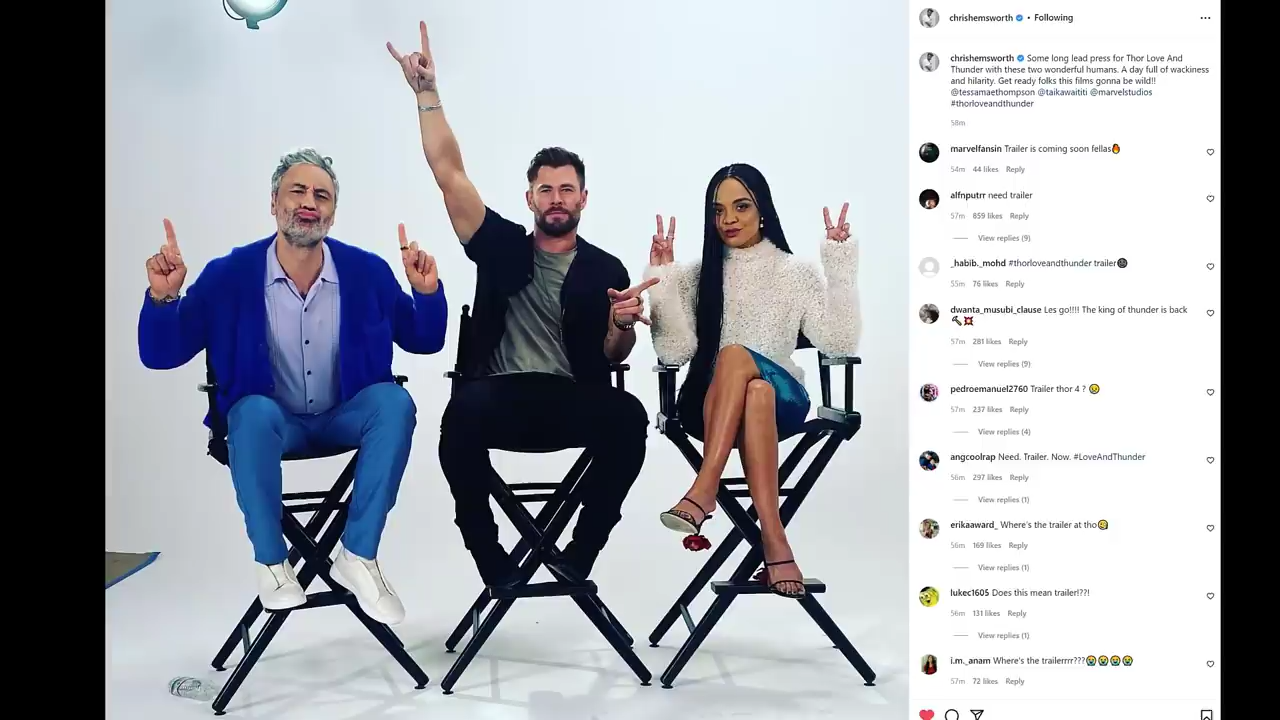 chrishemsworth • Following
chrishemsworth Some long lead press for Thor Love And
Thunder with these two wonderful humans. A day full of wackiness
and hilarity. Get ready folks this films gonna be wild!!
@tessamaethompson @taikawaititi @marvelstudios
#thorloveandthunder
58m
marvelfansin Trailer is coming soon fellas🔥
54m 44 likes Reply
alfnputrr need trailer
57m 859 likes Reply
View replies (9)
_habib._mohd #thorloveandthunder trailer
55m 76 likes Reply
dwanta_musubi_clause Les go!!!! The king of thunder is back
🔨💥
57m 281 likes Reply
View replies (9)
pedroemanuel2760 Trailer thor 4 ? 😢
57m 237 likes Reply
View replies (4)
angcoolrap Need. Trailer. Now. #LoveAndThunder
56m 297 likes Reply
View replies (1)
erikaaward_ Where's the trailer at tho
56m 169 likes Reply
View replies (1)
lukec1605 Does this mean trailer!??!
56m 131 likes Reply
View replies (1)
i.m._anam Where's the trailerrrr???😭😭😭😭
57m 72 likes Reply